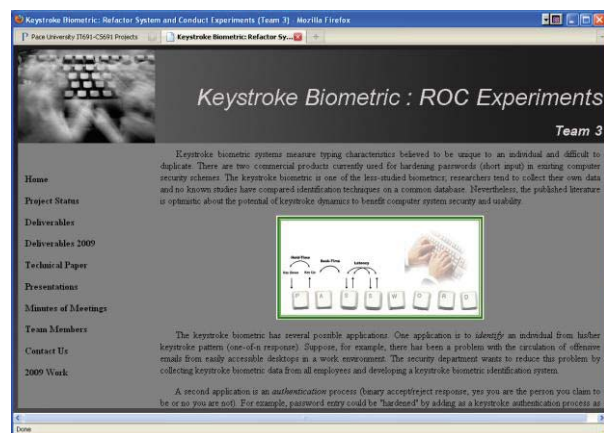 Keystroke Biometric: Refactor System and Conduct Experiments (Team 3) - Mozilla Firefox
Pace University IT691-CS691 Projects
Keystroke Biometric: Refactor Sy...
Keystroke Biometric : ROC Experiments
Team 3
Home
Project Status
Deliverables
Deliverables 2009
Technical Paper
Presentations
Minutes of Meetings
Team Members
Contact Us
2009 Work
Keystroke biometric systems measure typing characteristics believed to be unique to an individual and difficult to
duplicate. There are two commercial products currently used for hardening passwords (short input) in existing computer
security schemes. The keystroke biometric is one of the less-studied biometrics; researchers tend to collect their own data
and no known studies have compared identification techniques on a common database. Nevertheless, the published literature
is optimistic about the potential of keystroke dynamics to benefit computer system security and usability.
Latency
Key Down
Key Up
P A S S W O R D
The keystroke biometric has several possible applications. One application is to identify an individual from his/her
keystroke pattern (one-of-n response). Suppose, for example, there has been a problem with the circulation of offensive
emails from easily accessible desktops in a work environment. The security department wants to reduce this problem by
collecting keystroke biometric data from all employees and developing a keystroke biometric identification system.
A second application is an authentication process (binary accept/reject response, yes you are the person you claim to
be or no you are not). For example, password entry could be "hardened" by adding as a keystroke authentication process as
Done